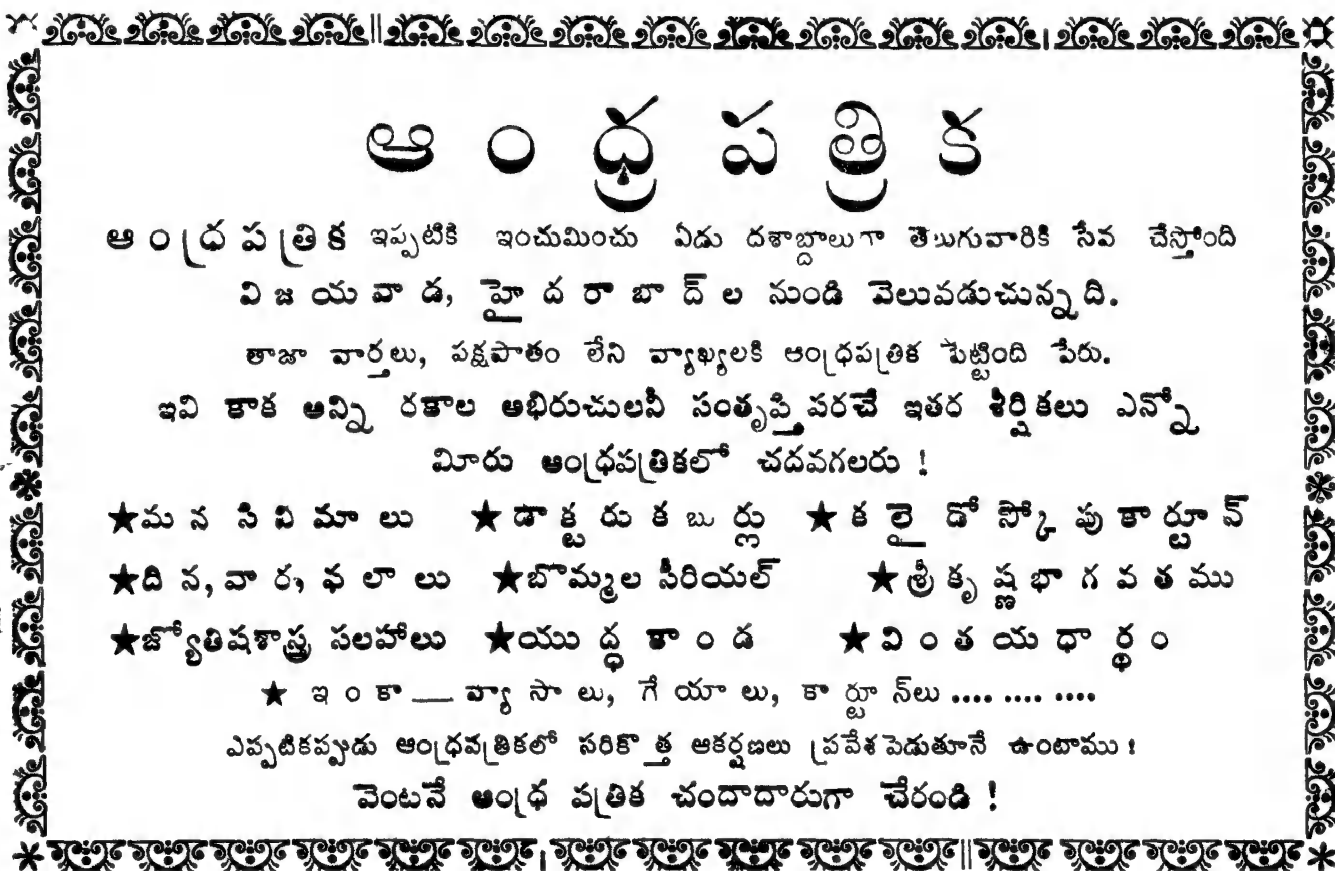 ఆంధ్రపత్రిక
ఆంధ్రపత్రిక ఇప్పటికి ఇంచుమించు ఏడు దశాబ్దాలుగా తెలుగువారికి సేవ చేస్తోంది
విజయవాడ, హైదరాబాద్‌ల నుండి వెలువడుచున్నది.
తాజా వార్తలు, పక్షపాతం లేని వ్యాఖ్యలకి ఆంధ్రపత్రిక పెట్టింది పేరు.
ఇవి కాక అన్ని రకాల అభిరుచులనీ సంతృప్తిపరచే ఇతర శీర్షికలు ఎన్నో
మీరు ఆంధ్రపత్రికలో చదవగలరు !
★మన సినిమాలు ★డాక్టరు కబుర్లు ★కలైడోస్కోపు కార్టూన్
★దిన, వార, ఫలాలు ★బొమ్మల సీరియల్ ★శ్రీకృష్ణభాగవతము
★జ్యోతిషశాస్త్ర సలహాలు ★యుద్ధకాండ ★వింత యధార్థం
★ ఇంకా — వ్యాసాలు, గేయాలు, కార్టూన్‌లు .... .... ....
ఎప్పటికప్పుడు ఆంధ్రపత్రికలో సరికొత్త ఆకర్షణలు ప్రవేశపెడుతూనే ఉంటాము !
వెంటనే ఆంధ్ర పత్రిక చందాదారుగా చేరండి !